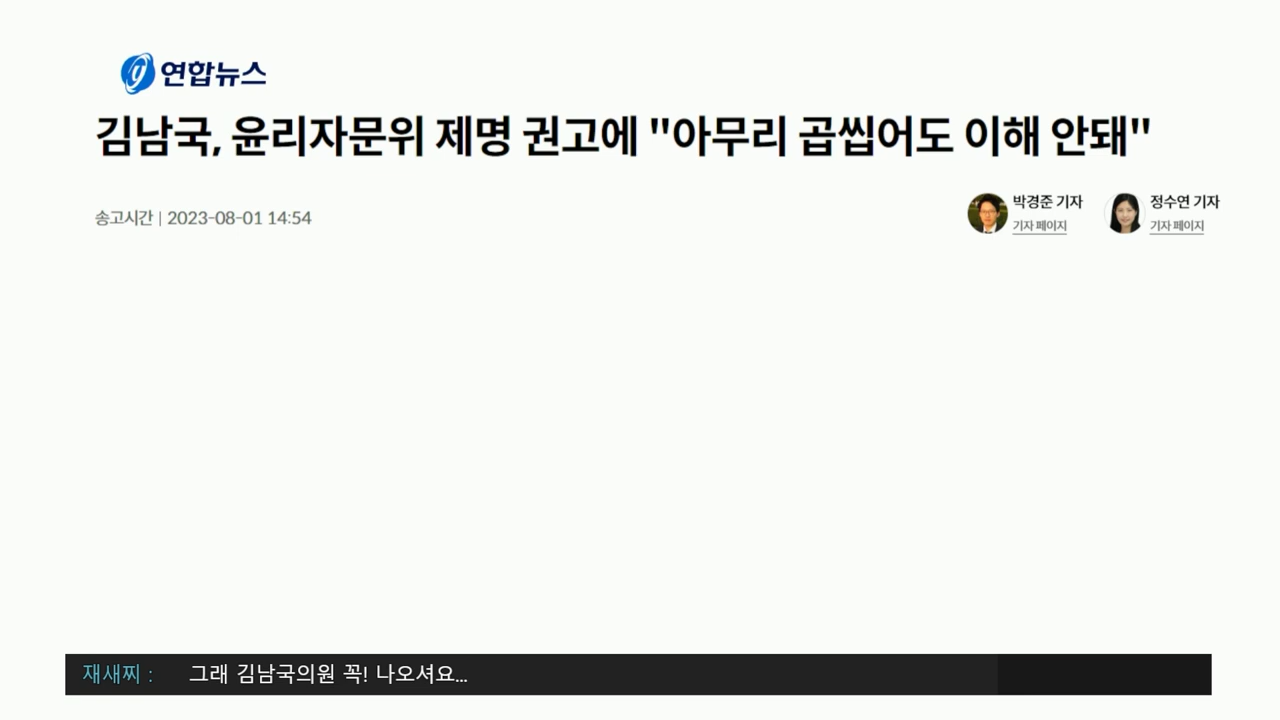 연합뉴스
김남국, 윤리자문위 제명 권고에 "아무리 곱씹어도 이해 안돼"
송고시간 | 2023-08-01 14:54
박경준 기자
기자 페이지
정수연 기자
기자 페이지
재새찌 : 그래 김남국의원 꼭! 나오셔요...